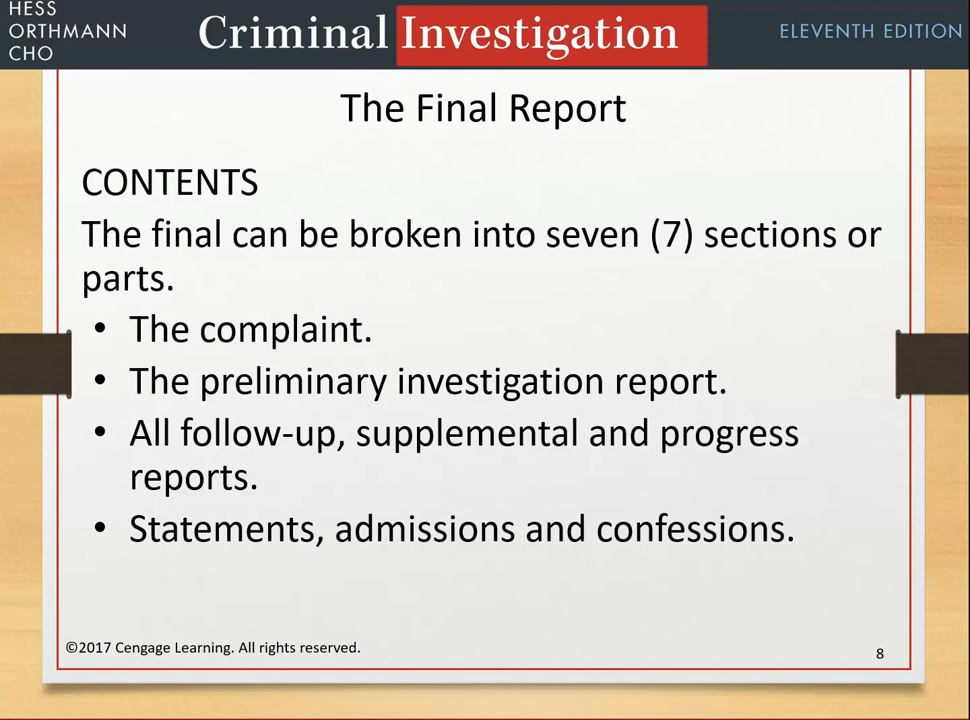 HESS
ORTHMANN
CHO
Criminal Investigation
ELEVENTH EDITION
The Final Report
CONTENTS
The final can be broken into seven (7) sections or
parts.
• The complaint.
• The preliminary investigation report.
• All follow-up, supplemental and progress
reports.
• Statements, admissions and confessions.
©2017 Cengage Learning. All rights reserved.
8